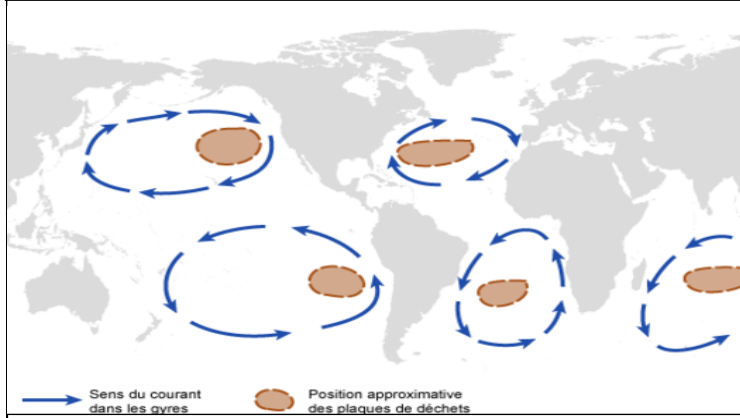 Sens du courant
dans les gyres
Position approximative
des plaques de déchets